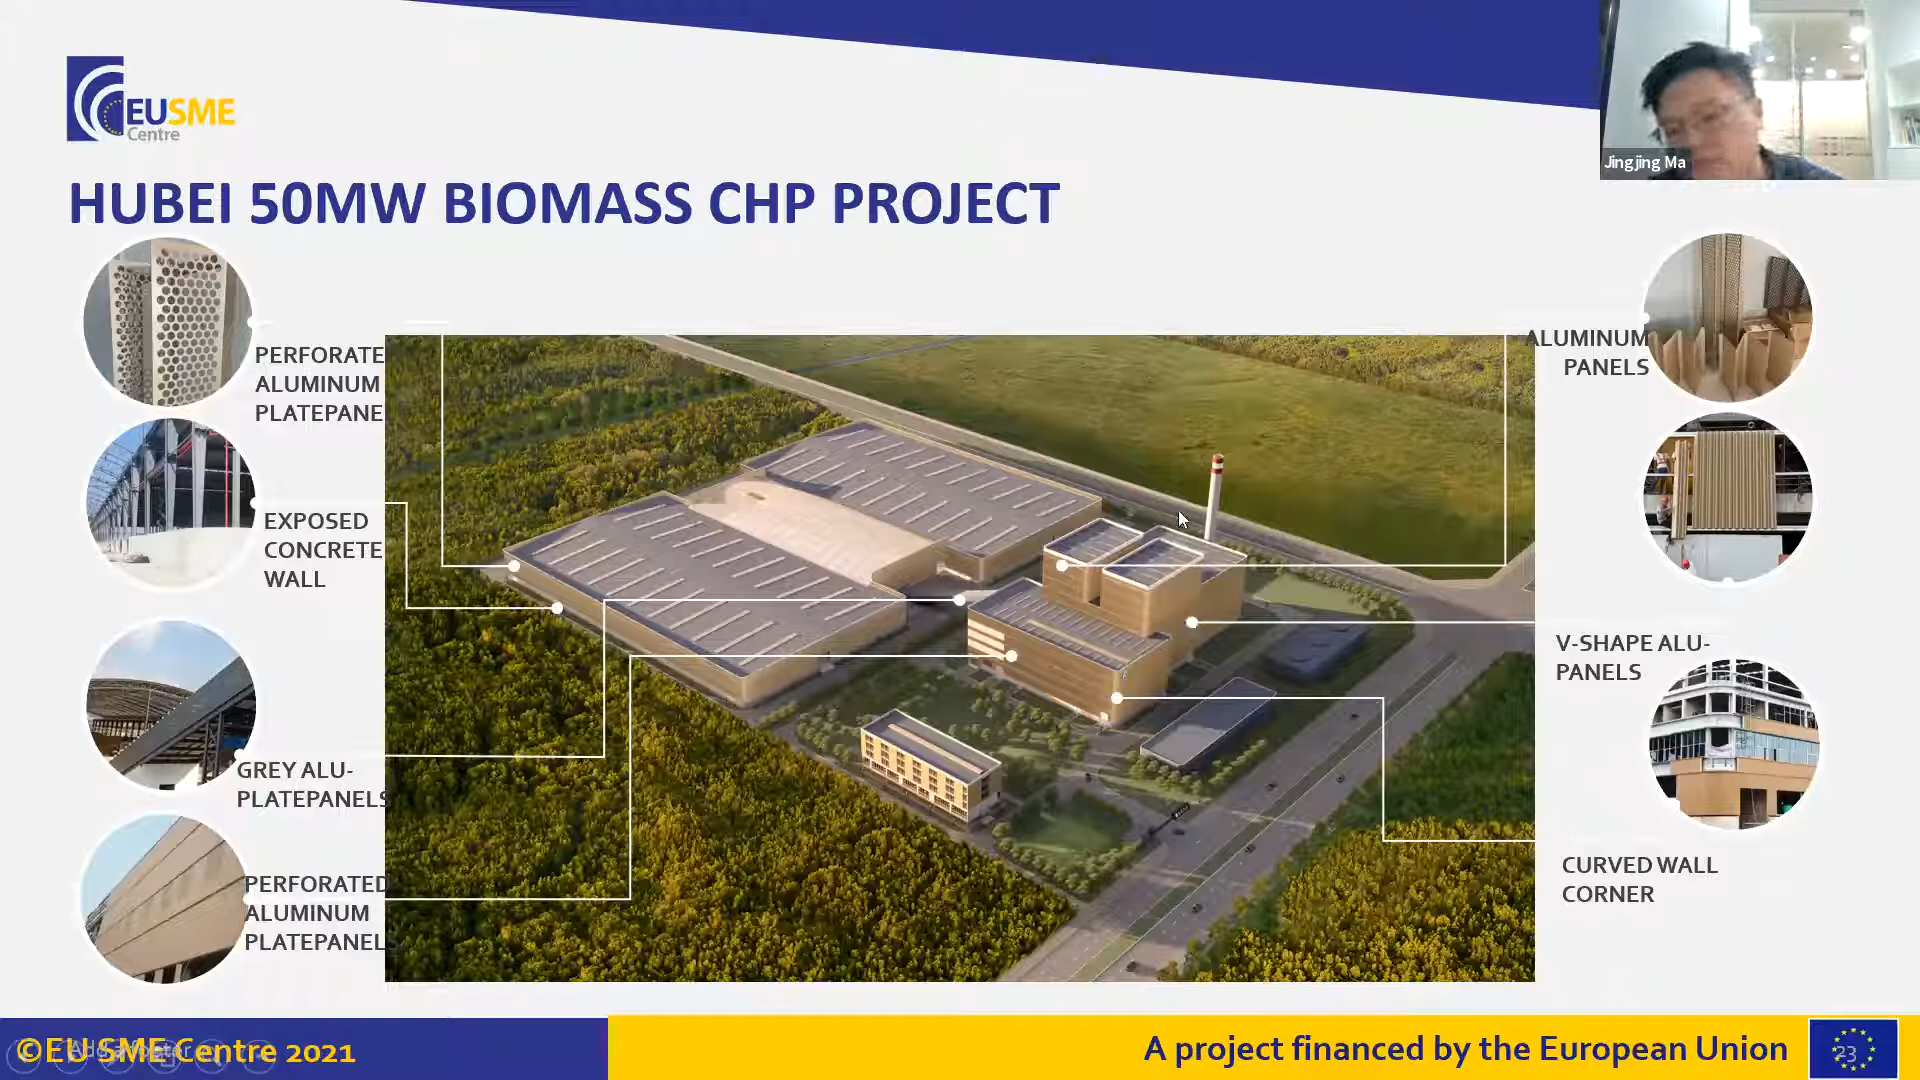 EUSME
Centre
Jingjing Ma
HUBEI 50MW BIOMASS CHP PROJECT
PERFORATE
ALUMINUM
PLATEPANE
EXPOSED
CONCRETE
WALL
GREY ALU-
PLATEPANELS
PERFORATED
ALUMINUM
PLATEPANEL
ALUMINUM
PANELS
V-SHAPE ALU-
PANELS
CURVED WALL
CORNER
©EU SME Centre 2021
Add a footer
A project financed by the European Union
23